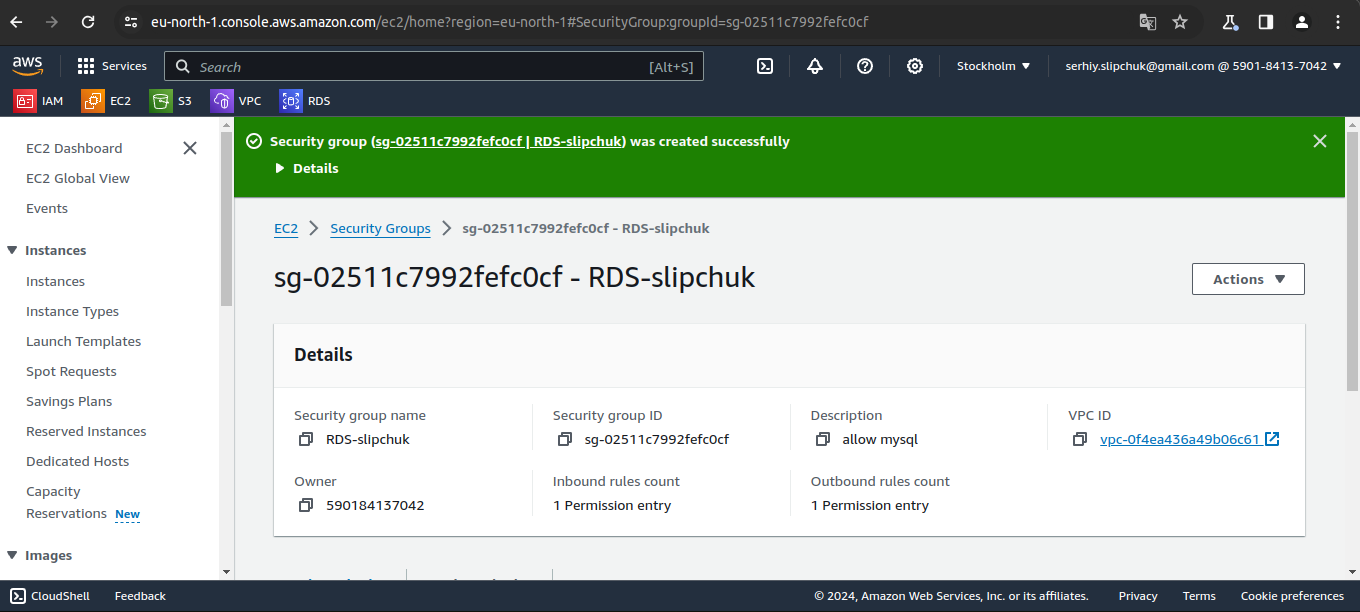 eu-north-1.console.aws.amazon.com/ec2/home?region=eu-north-1#SecurityGroup:groupId=sg-02511c7992fefc0cf
aws
Services
Search
[Alt+S]
Stockholm
serhiy.slipchuk@gmail.com @ 5901-8413-7042
IAM
EC2
S3
VPC
RDS
EC2 Dashboard
EC2 Global View
Events
Instances
Instances
Instance Types
Launch Templates
Spot Requests
Savings Plans
Reserved Instances
Dedicated Hosts
Capacity
Reservations New
Images
Security group (sg-02511c7992fefc0cf | RDS-slipchuk) was created successfully
Details
EC2
Security Groups
sg-02511c7992fefc0cf - RDS-slipchuk
sg-02511c7992fefc0cf - RDS-slipchuk
Actions
Details
Security group name
RDS-slipchuk
Security group ID
sg-02511c7992fefc0cf
Description
allow mysql
VPC ID
vpc-0f4ea436a49b06c61
Owner
590184137042
Inbound rules count
1 Permission entry
Outbound rules count
1 Permission entry
CloudShell
Feedback
© 2024, Amazon Web Services, Inc. or its affiliates.
Privacy
Terms
Cookie preferences